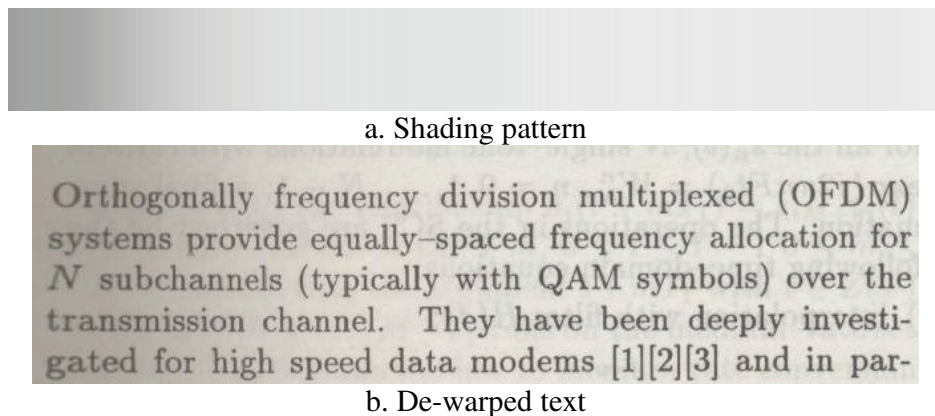 a. Shading pattern
Orthogonally frequency division multiplexed (OFDM)
systems provide equally–spaced frequency allocation for
N subchannels (typically with QAM symbols) over the
transmission channel. They have been deeply investi-
gated for high speed data modems [1][2][3] and in par-
b. De-warped text